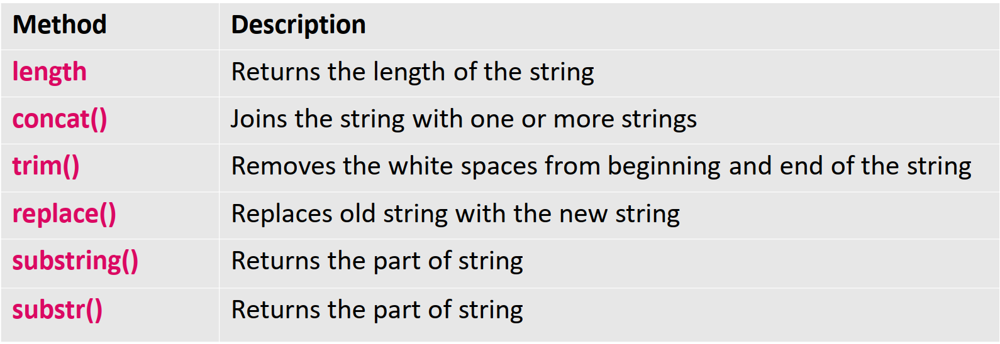 Method Description
length Returns the length of the string
concat() Joins the string with one or more strings
trim() Removes the white spaces from beginning and end of the string
replace() Replaces old string with the new string
substring() Returns the part of string
substr() Returns the part of string